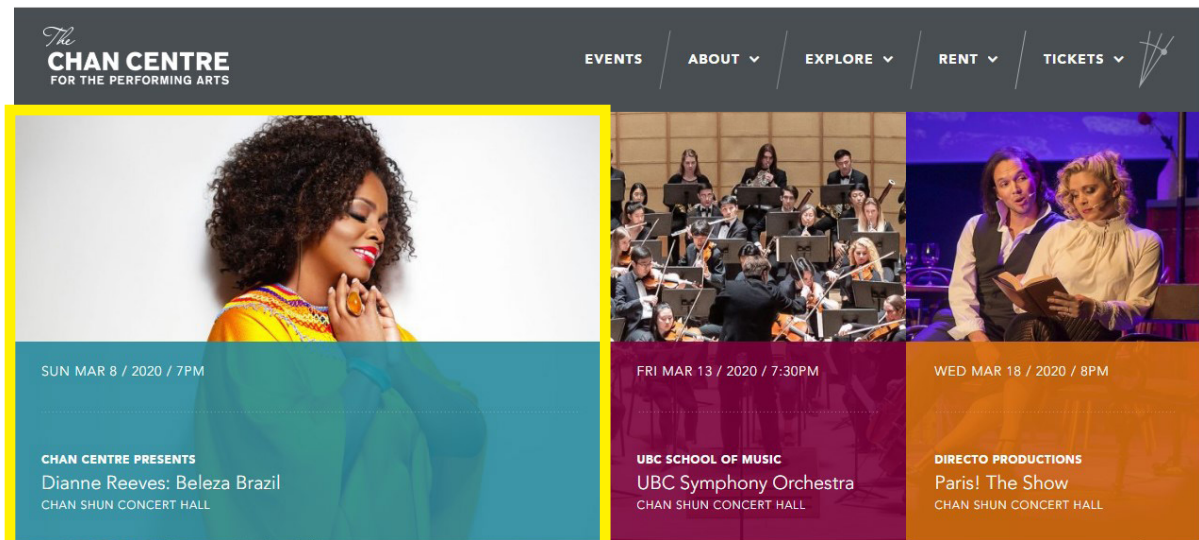 The
CHAN CENTRE
FOR THE PERFORMING ARTS
EVENTS
ABOUT
EXPLORE
RENT
TICKETS
SUN MAR 8 / 2020 / 7PM
CHAN CENTRE PRESENTS
Dianne Reeves: Beleza Brazil
CHAN SHUN CONCERT HALL
FRI MAR 13 / 2020 / 7:30PM
UBC SCHOOL OF MUSIC
UBC Symphony Orchestra
CHAN SHUN CONCERT HALL
WED MAR 18 / 2020 / 8PM
DIRECTO PRODUCTIONS
Paris! The Show
CHAN SHUN CONCERT HALL